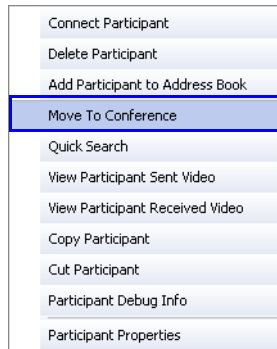 Connect Participant
Delete Participant
Add Participant to Address Book
Move To Conference
Quick Search
View Participant Sent Video
View Participant Received Video
Copy Participant
Cut Participant
Participant Debug Info
Participant Properties